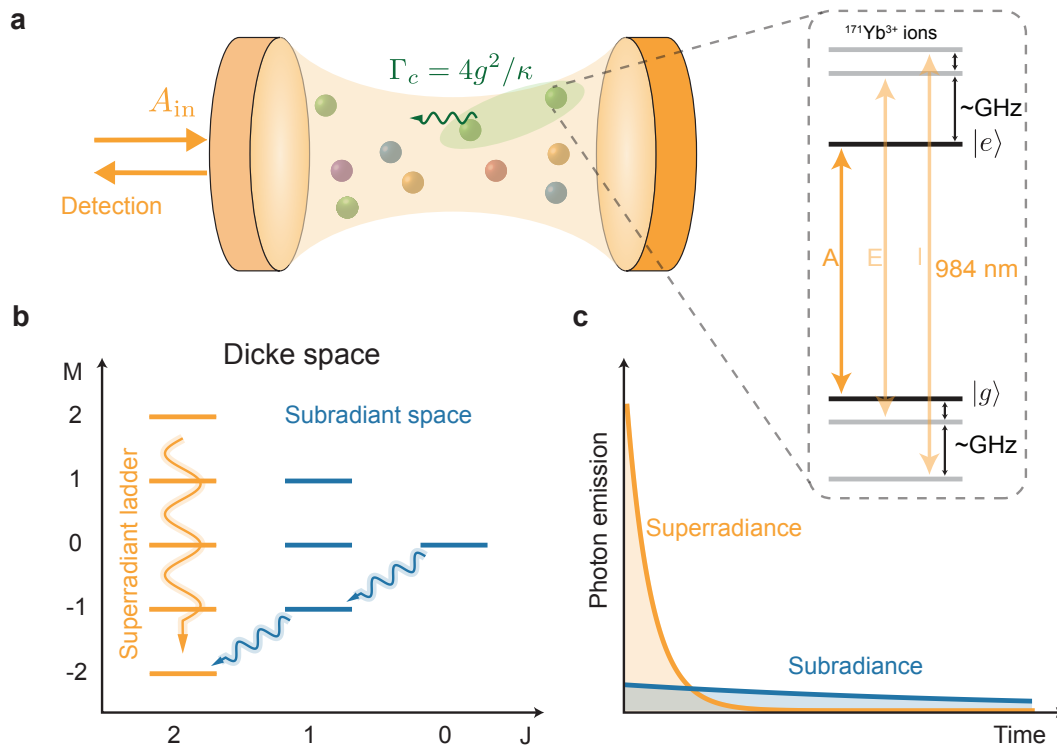 a
Γ_c = 4g²/κ
A_in
Detection
¹⁷¹Yb³⁺ ions
~GHz
|e⟩
A
E
I
984 nm
|g⟩
~GHz
b
Dicke space
M
2
1
0
-1
-2
Subradiant space
Superradiant ladder
2
1
0
J
c
Photon emission
Superradiance
Subradiance
Time